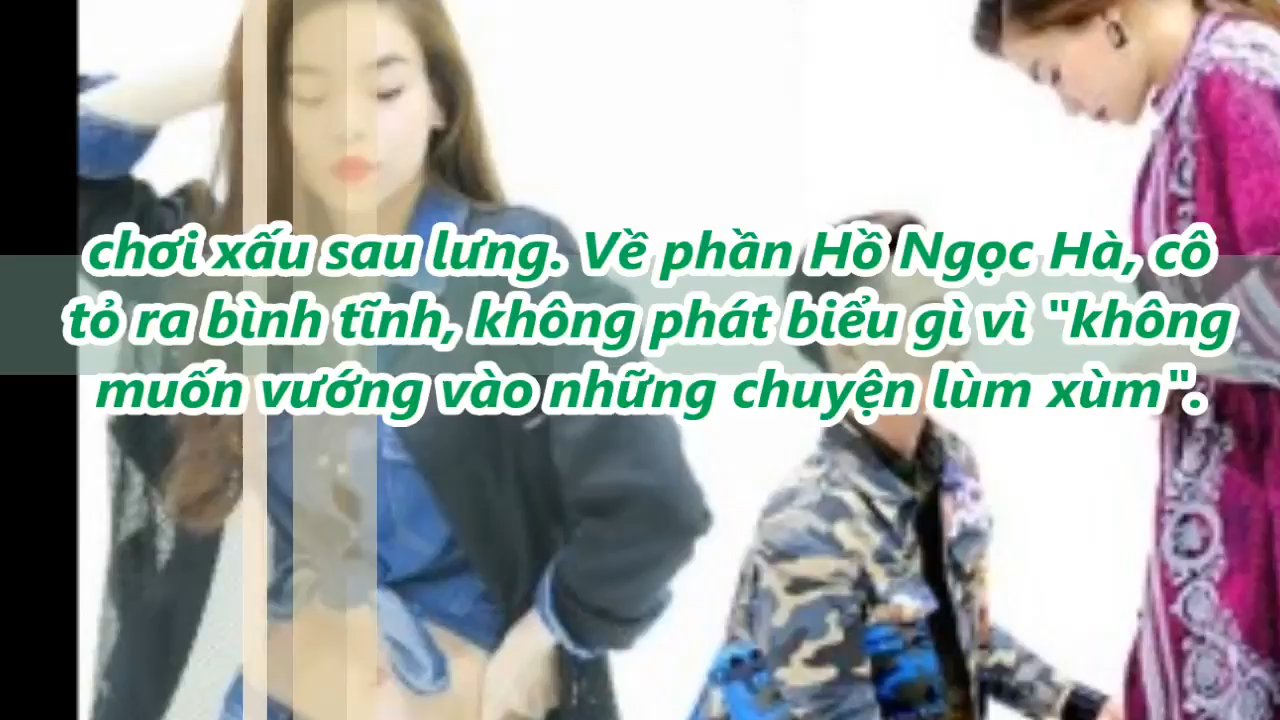 chơi xấu sau lưng. Về phần Hồ Ngọc Hà, cô
tỏ ra bình tĩnh, không phát biểu gì vì "không
muốn vướng vào những chuyện lùm xùm".